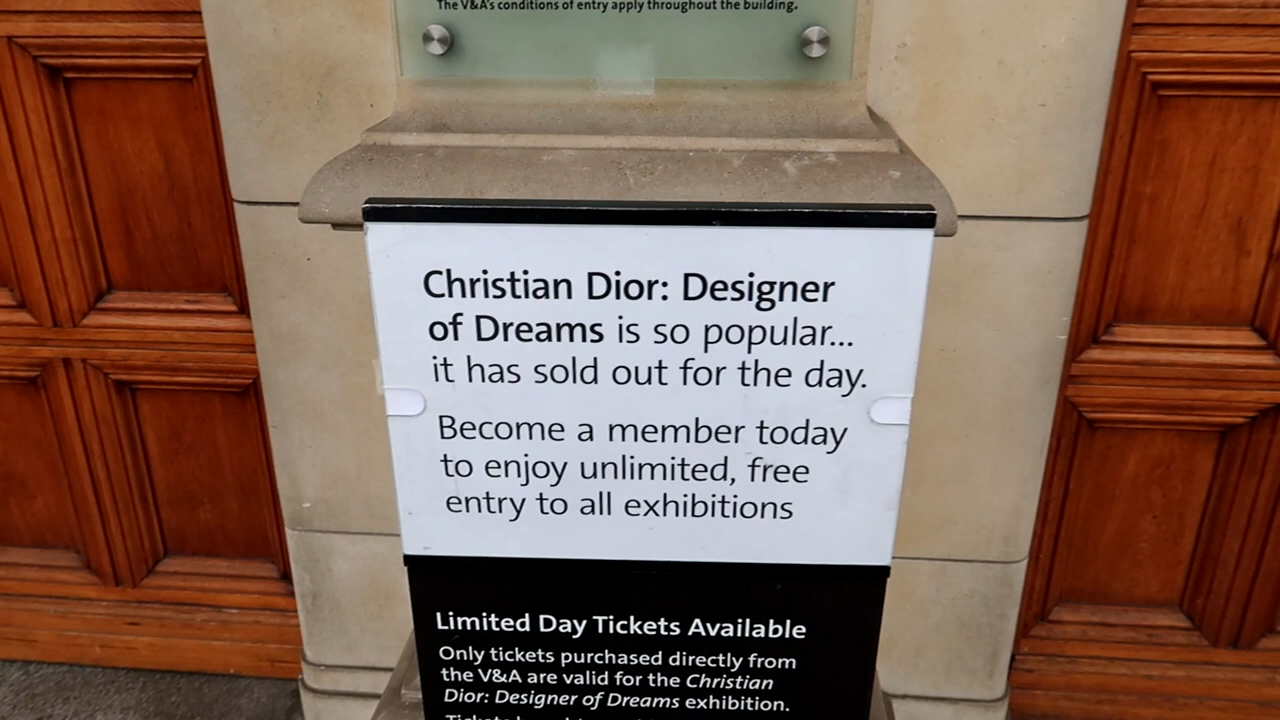 The V&A's conditions of entry apply throughout the building.
Christian Dior: Designer
of Dreams is so popular...
it has sold out for the day.
Become a member today
to enjoy unlimited, free
entry to all exhibitions
Limited Day Tickets Available
Only tickets purchased directly from
the V&A are valid for the Christian
Dior: Designer of Dreams exhibition.